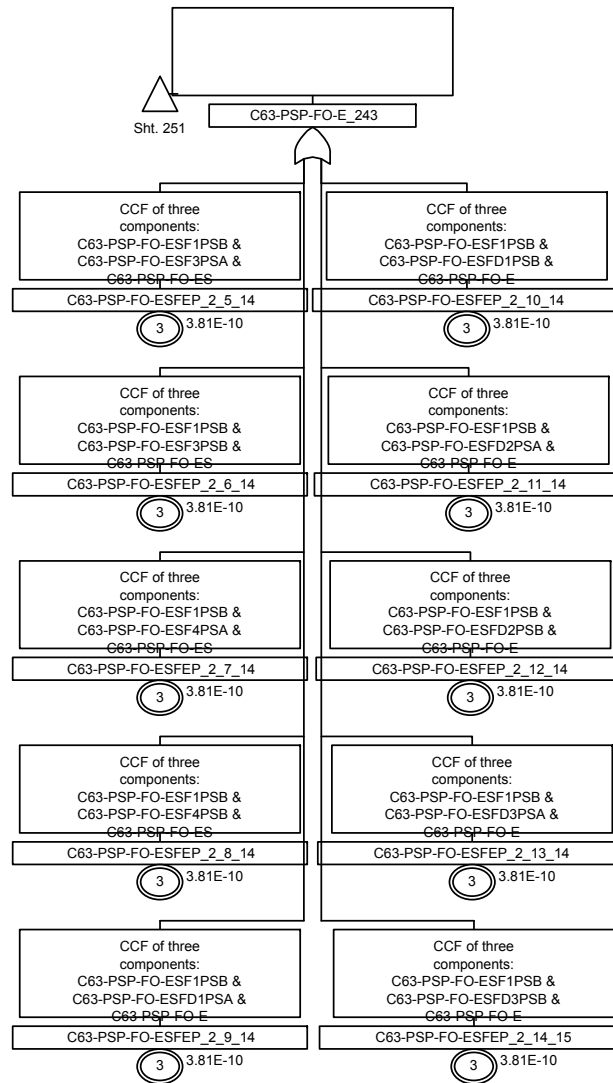 Sht. 251
C63-PSP-FO-E_243
CCF of three
components:
C63-PSP-FO-ESF1PSB &
C63-PSP-FO-ESF3PSA &
C63-PSP-FO-ES
C63-PSP-FO-ESFEP_2_5_14
3
3.81E-10
CCF of three
components:
C63-PSP-FO-ESF1PSB &
C63-PSP-FO-ESFD1PSB &
C63-PSP-FO-E
C63-PSP-FO-ESFEP_2_10_14
3
3.81E-10
CCF of three
components:
C63-PSP-FO-ESF1PSB &
C63-PSP-FO-ESF3PSB &
C63-PSP-FO-ES
C63-PSP-FO-ESFEP_2_6_14
3
3.81E-10
CCF of three
components:
C63-PSP-FO-ESF1PSB &
C63-PSP-FO-ESFD2PSA &
C63-PSP-FO-E
C63-PSP-FO-ESFEP_2_11_14
3
3.81E-10
CCF of three
components:
C63-PSP-FO-ESF1PSB &
C63-PSP-FO-ESF4PSA &
C63-PSP-FO-ES
C63-PSP-FO-ESFEP_2_7_14
3
3.81E-10
CCF of three
components:
C63-PSP-FO-ESF1PSB &
C63-PSP-FO-ESFD2PSB &
C63-PSP-FO-E
C63-PSP-FO-ESFEP_2_12_14
3
3.81E-10
CCF of three
components:
C63-PSP-FO-ESF1PSB &
C63-PSP-FO-ESF4PSB &
C63-PSP-FO-ES
C63-PSP-FO-ESFEP_2_8_14
3
3.81E-10
CCF of three
components:
C63-PSP-FO-ESF1PSB &
C63-PSP-FO-ESFD3PSA &
C63-PSP-FO-E
C63-PSP-FO-ESFEP_2_13_14
3
3.81E-10
CCF of three
components:
C63-PSP-FO-ESF1PSB &
C63-PSP-FO-ESFD1PSA &
C63-PSP-FO-E
C63-PSP-FO-ESFEP_2_9_14
3
3.81E-10
CCF of three
components:
C63-PSP-FO-ESF1PSB &
C63-PSP-FO-ESFD3PSB &
C63-PSP-FO-E
C63-PSP-FO-ESFEP_2_14_15
3
3.81E-10